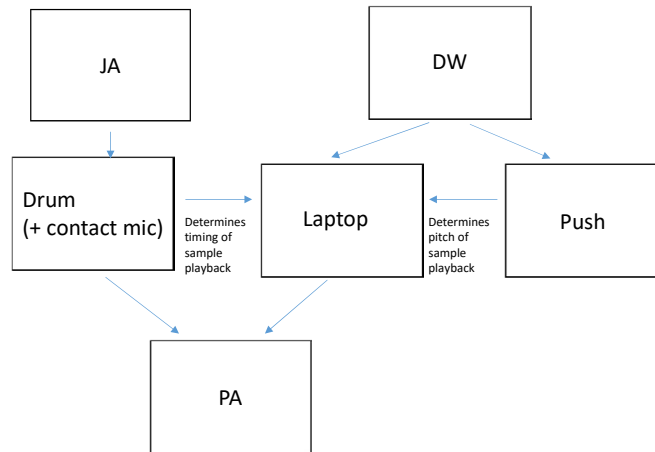 JA
DW
Drum
(+ contact mic)
Determines
timing of
sample
playback
Laptop
Determines
pitch of
sample
playback
Push
PA